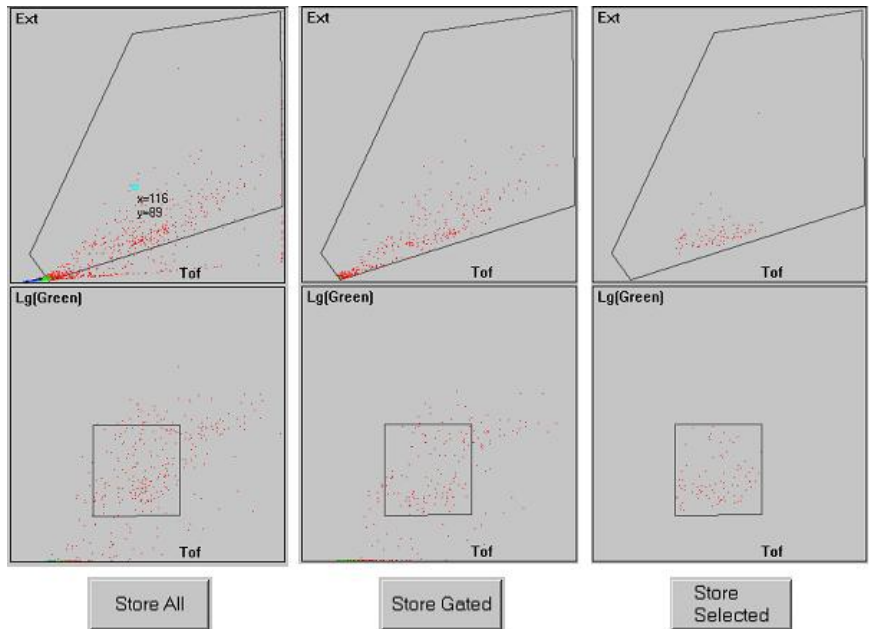 Ext
Ext
Ext
x=116
y=89
Tof
Tof
Tof
Lg(Green)
Lg(Green)
Lg(Green)
Tof
Tof
Tof
Store All
Store Gated
Store
Selected